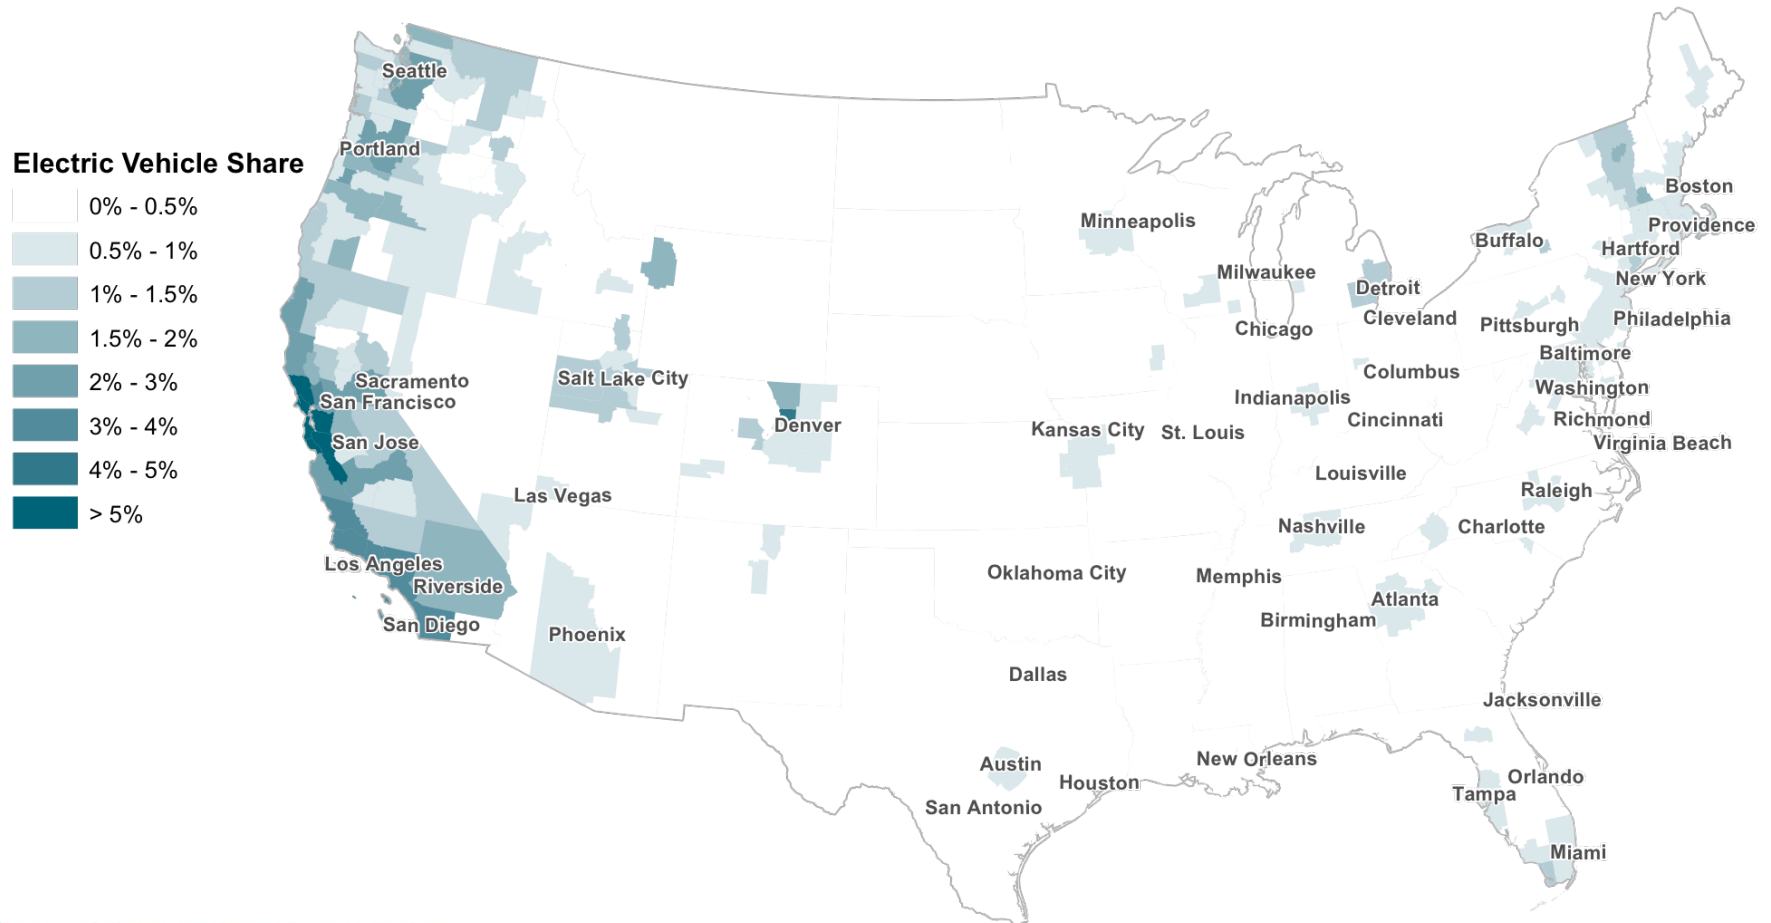 Electric Vehicle Share
0% - 0.5%
0.5% - 1%
1% - 1.5%
1.5% - 2%
2% - 3%
3% - 4%
4% - 5%
> 5%
Seattle
Portland
Sacramento
San Francisco
San Jose
Los Angeles
Riverside
San Diego
Las Vegas
Phoenix
Salt Lake City
Denver
Minneapolis
Milwaukee
Chicago
Detroit
Cleveland
Buffalo
Boston
Providence
Hartford
New York
Pittsburgh
Philadelphia
Baltimore
Washington
Richmond
Virginia Beach
Columbus
Indianapolis
Cincinnati
Kansas City
St. Louis
Louisville
Raleigh
Nashville
Charlotte
Oklahoma City
Memphis
Atlanta
Birmingham
Dallas
Jacksonville
Austin
Houston
New Orleans
San Antonio
Orlando
Tampa
Miami